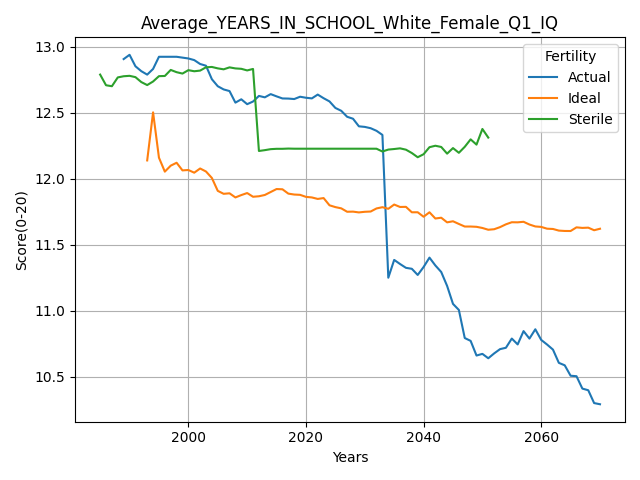 Average_YEARS_IN_SCHOOL_White_Female_Q1_IQ
Fertility
Actual
Ideal
Sterile
Score(0-20)
13.0
12.5
12.0
11.5
11.0
10.5
2000
2020
2040
2060
Years